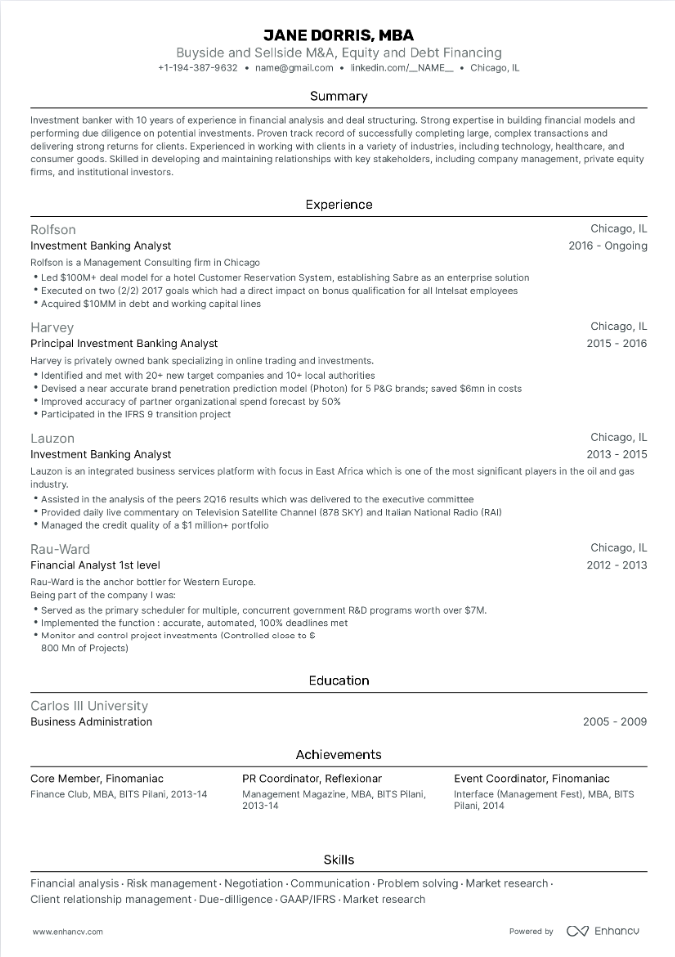 JANE DORRIS, MBA
Buyside and Sellside M&A, Equity and Debt Financing
+1-194-387-9632 • name@gmail.com • linkedin.com/__NAME__ • Chicago, IL
Summary
Investment banker with 10 years of experience in financial analysis and deal structuring. Strong expertise in building financial models and
performing due diligence on potential investments. Proven track record of successfully completing large, complex transactions and
delivering strong returns for clients. Experienced in working with clients in a variety of industries, including technology, healthcare, and
consumer goods. Skilled in developing and maintaining relationships with key stakeholders, including company management, private equity
firms, and institutional investors.
Experience
Rolfson Chicago, IL
Investment Banking Analyst 2016 - Ongoing
Rolfson is a Management Consulting firm in Chicago
• Led $100M+ deal model for a hotel Customer Reservation System, establishing Sabre as an enterprise solution
• Executed on two (2/2) 2017 goals which had a direct impact on bonus qualification for all Intelsat employees
• Acquired $10MM in debt and working capital lines
Harvey Chicago, IL
Principal Investment Banking Analyst 2015 - 2016
Harvey is privately owned bank specializing in online trading and investments.
• Identified and met with 20+ new target companies and 10+ local authorities
• Devised a near accurate brand penetration prediction model (Photon) for 5 P&G brands; saved $6mn in costs
• Improved accuracy of partner organizational spend forecast by 50%
• Participated in the IFRS 9 transition project
Lauzon Chicago, IL
Investment Banking Analyst 2013 - 2015
Lauzon is an integrated business services platform with focus in East Africa which is one of the most significant players in the oil and gas
industry.
• Assisted in the analysis of the peers 2Q16 results which was delivered to the executive committee
• Provided daily live commentary on Television Satellite Channel (878 SKY) and Italian National Radio (RAI)
• Managed the credit quality of a $1 million+ portfolio
Rau-Ward Chicago, IL
Financial Analyst 1st level 2012 - 2013
Rau-Ward is the anchor bottler for Western Europe.
Being part of the company I was:
• Served as the primary scheduler for multiple, concurrent government R&D programs worth over $7M.
• Implemented the function : accurate, automated, 100% deadlines met
• Monitor and control project investments (Controlled close to $
800 Mn of Projects)
Education
Carlos III University
Business Administration 2005 - 2009
Achievements
Core Member, Finomaniac PR Coordinator, Reflexionar Event Coordinator, Finomaniac
Finance Club, MBA, BITS Pilani, 2013-14 Management Magazine, MBA, BITS Pilani, Interface (Management Fest), MBA, BITS
2013-14 Pilani, 2014
Skills
Financial analysis · Risk management · Negotiation · Communication · Problem solving · Market research ·
Client relationship management · Due-dilligence · GAAP/IFRS · Market research
www.enhancv.com Powered by Enhancv